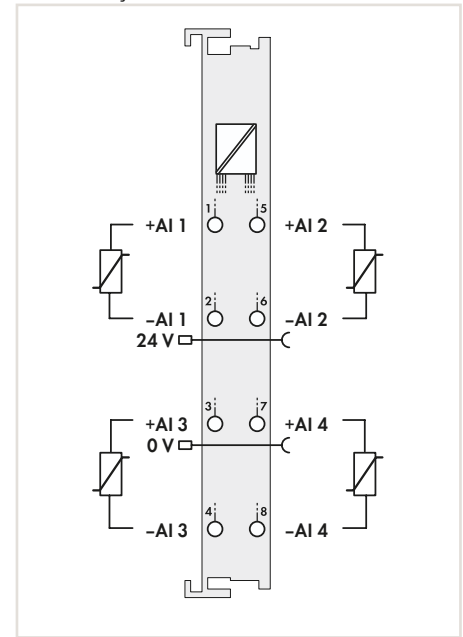 1 5
+AI 1 +AI 2
2 6
–AI 1 –AI 2
24 V
3 7
+AI 3 +AI 4
0 V
4 8
–AI 3 –AI 4